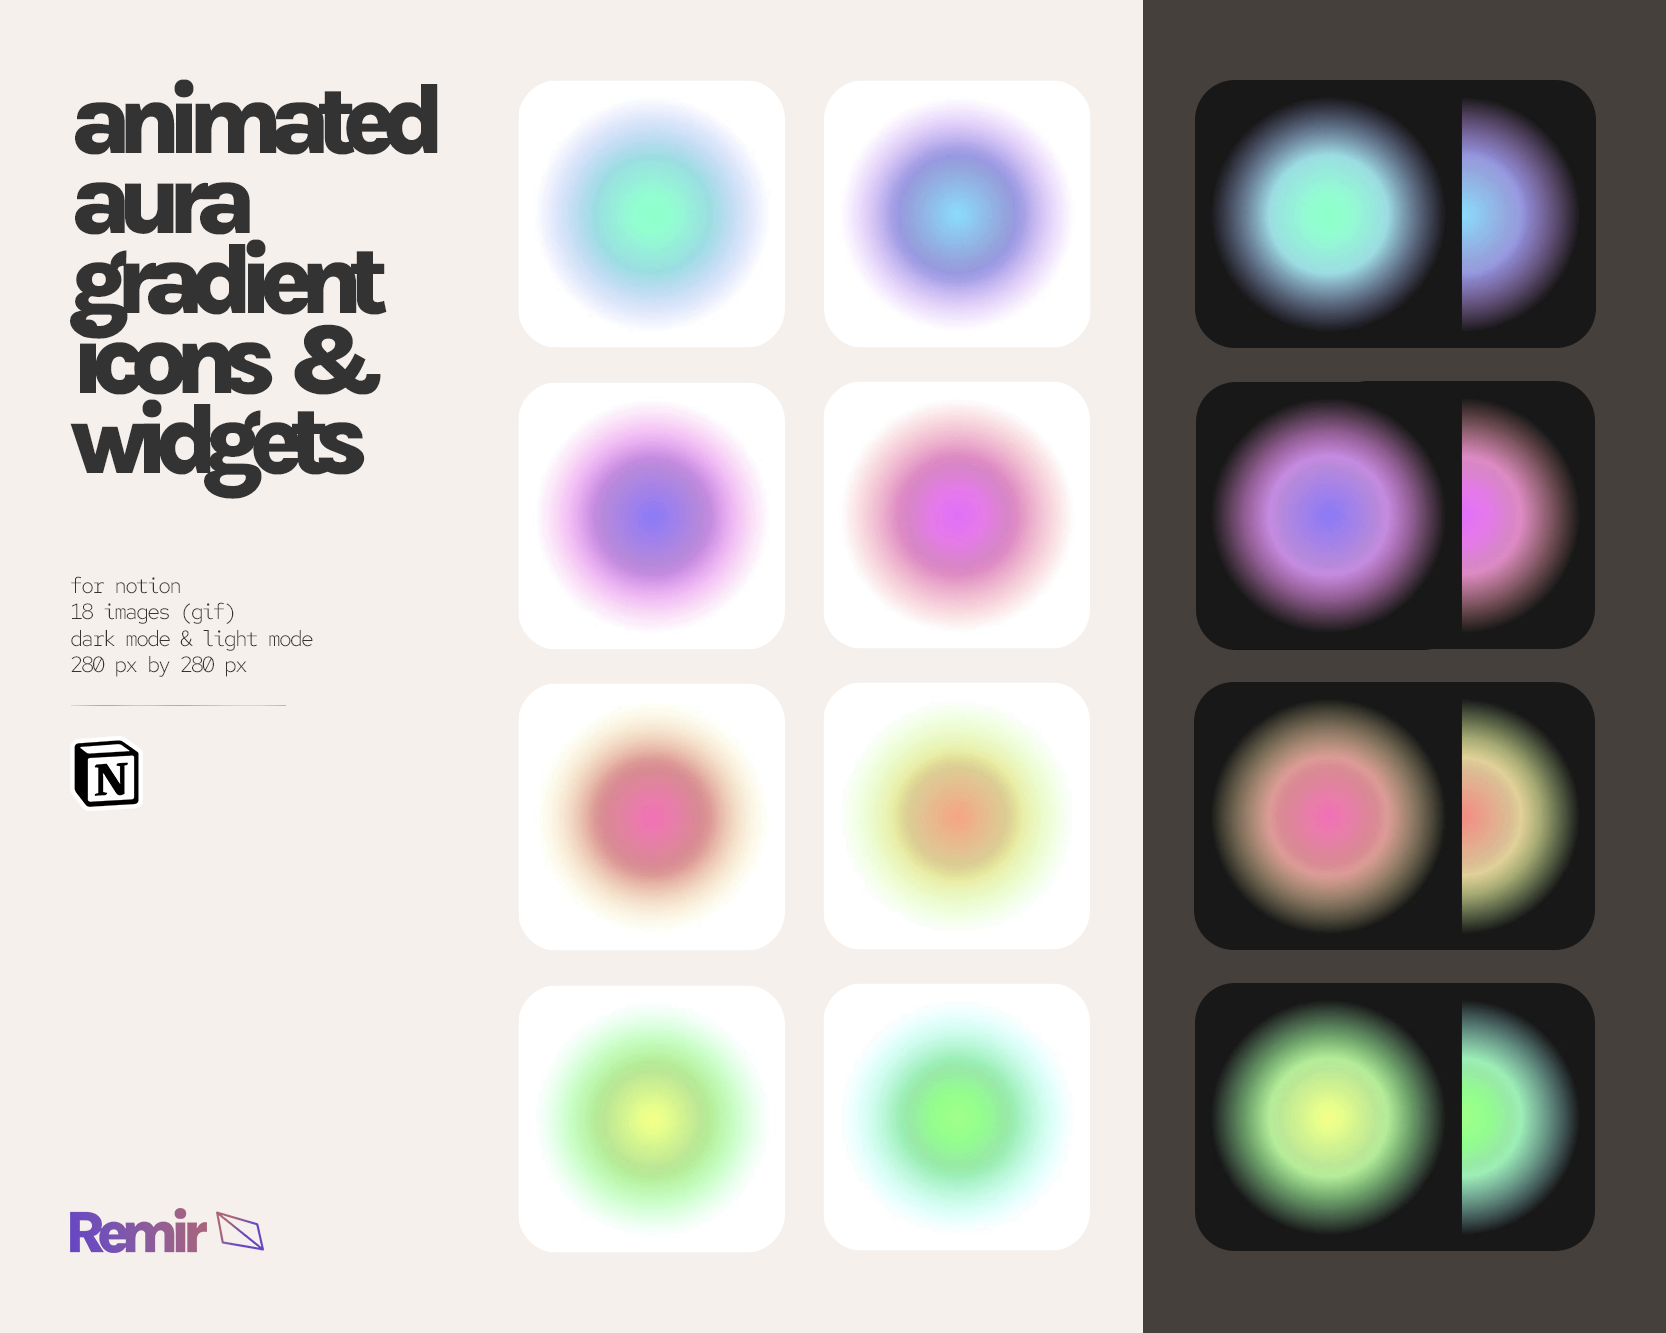 animated
aura
gradient
icons &
widgets
for notion
18 images (gif)
dark mode & light mode
280 px by 280 px
N
Remir